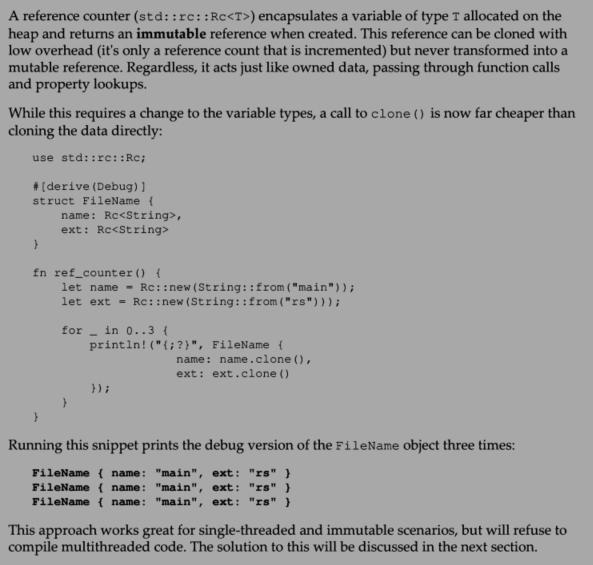 A reference counter (std::rc::Rc<T>) encapsulates a variable of type T allocated on the
heap and returns an immutable reference when created. This reference can be cloned with
low overhead (it's only a reference count that is incremented) but never transformed into a
mutable reference. Regardless, it acts just like owned data, passing through function calls
and property lookups.
While this requires a change to the variable types, a call to clone() is now far cheaper than
cloning the data directly:
use std::rc::Rc;
#[derive(Debug)]
struct FileName {
name: Rc<String>,
ext: Rc<String>
}
fn ref_counter() {
let name = Rc::new(String::from("main"));
let ext = Rc::new(String::from("rs")));
for _ in 0..3 {
println!("{;?}", FileName {
name: name.clone(),
ext: ext.clone()
});
}
}
Running this snippet prints the debug version of the FileName object three times:
FileName { name: "main", ext: "rs" }
FileName { name: "main", ext: "rs" }
FileName { name: "main", ext: "rs" }
This approach works great for single-threaded and immutable scenarios, but will refuse to
compile multithreaded code. The solution to this will be discussed in the next section.